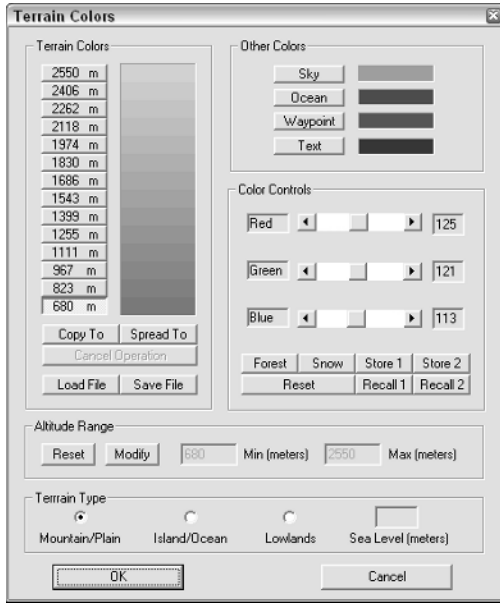 Terrain Colors
Terrain Colors
2550 m
2406 m
2262 m
2118 m
1974 m
1830 m
1686 m
1543 m
1399 m
1255 m
1111 m
967 m
823 m
680 m
Copy To Spread To
Cancel Operation
Load File Save File
Other Colors
Sky
Ocean
Waypoint
Text
Color Controls
Red 125
Green 121
Blue 113
Forest Snow Store 1 Store 2
Reset Recall 1 Recall 2
Altitude Range
Reset Modify 680 Min (meters) 2550 Max (meters)
Terrrain Type
Mountain/Plain Island/Ocean Lowlands Sea Level (meters)
OK Cancel